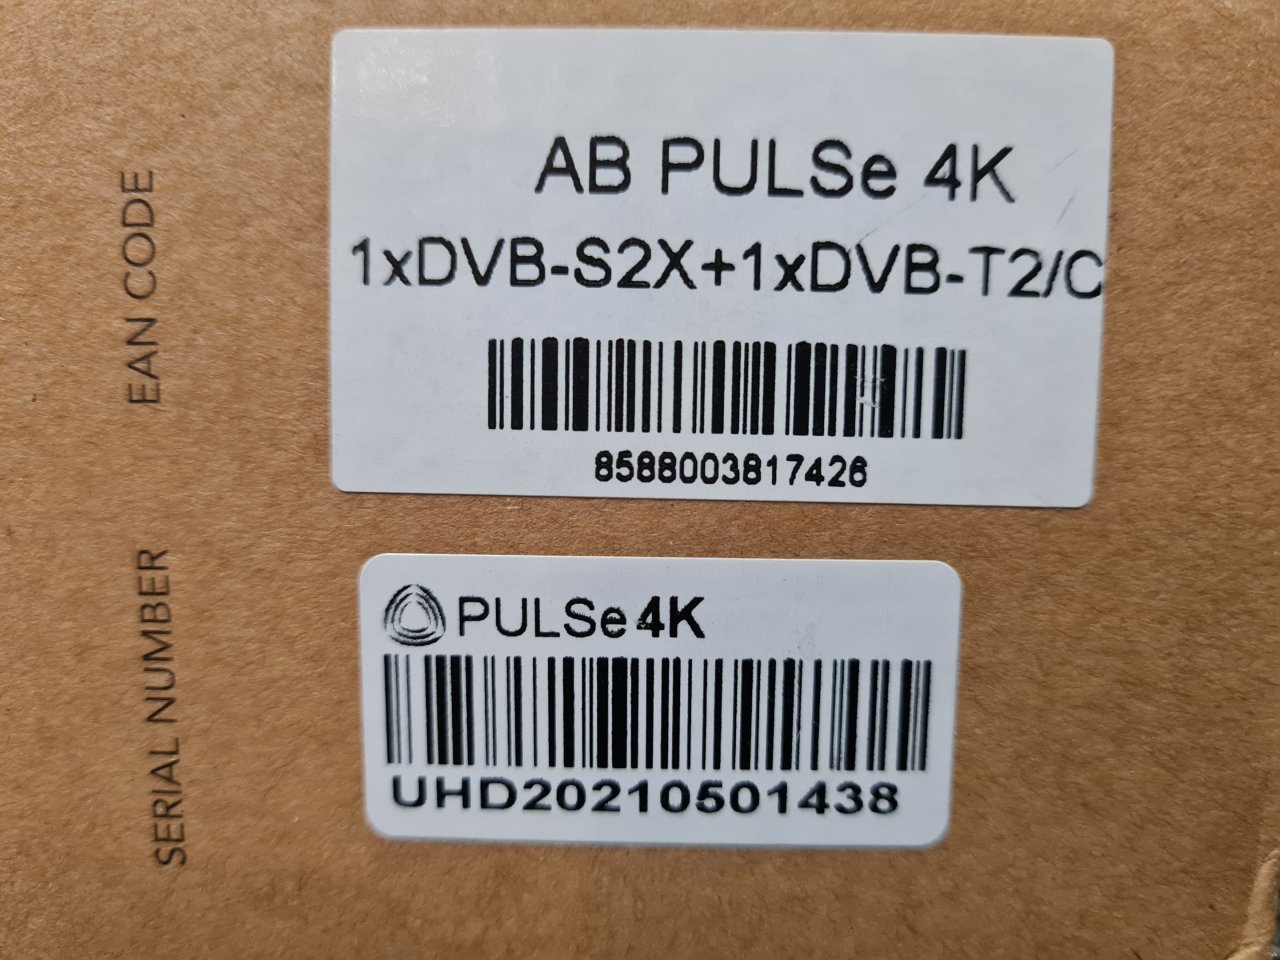 AB PULSe 4K
1xDVB-S2X+1xDVB-T2/C
8588003817426
EAN CODE
PULSe 4K
UHD20210501438
SERIAL NUMBER